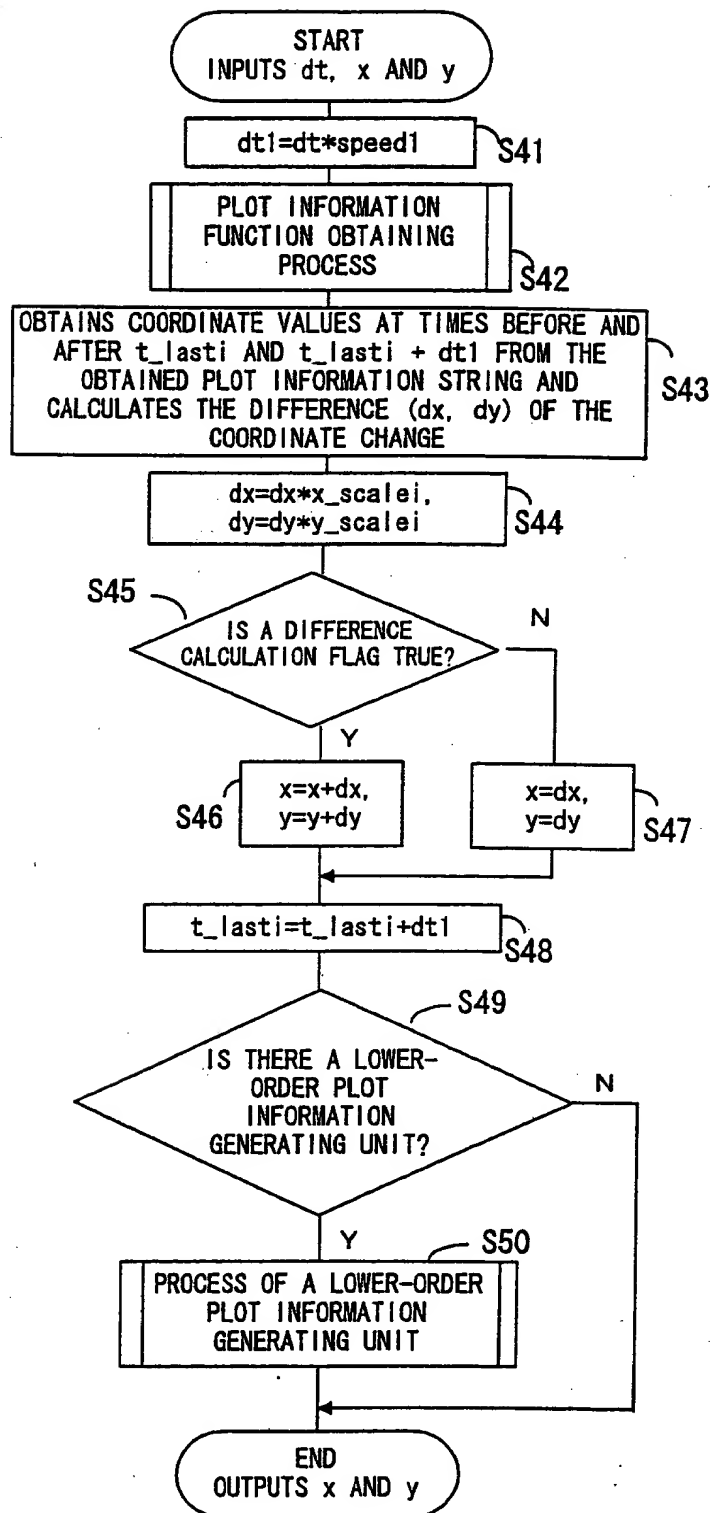 START
INPUTS dt, x AND y
dt1=dt*speed1
S41
PLOT INFORMATION
FUNCTION OBTAINING
PROCESS
S42
OBTAINS COORDINATE VALUES AT TIMES BEFORE AND
AFTER t_lasti AND t_lasti + dt1 FROM THE
OBTAINED PLOT INFORMATION STRING AND
CALCULATES THE DIFFERENCE (dx, dy) OF THE
COORDINATE CHANGE
S43
dx=dx*x_scalei,
dy=dy*y_scalei
S44
S45
IS A DIFFERENCE
CALCULATION FLAG TRUE?
N
Y
x=x+dx,
y=y+dy
S46
x=dx,
y=dy
S47
t_lasti=t_lasti+dt1
S48
S49
IS THERE A LOWER-
ORDER PLOT
INFORMATION
GENERATING UNIT?
N
Y
S50
PROCESS OF A LOWER-ORDER
PLOT INFORMATION
GENERATING UNIT
END
OUTPUTS x AND y